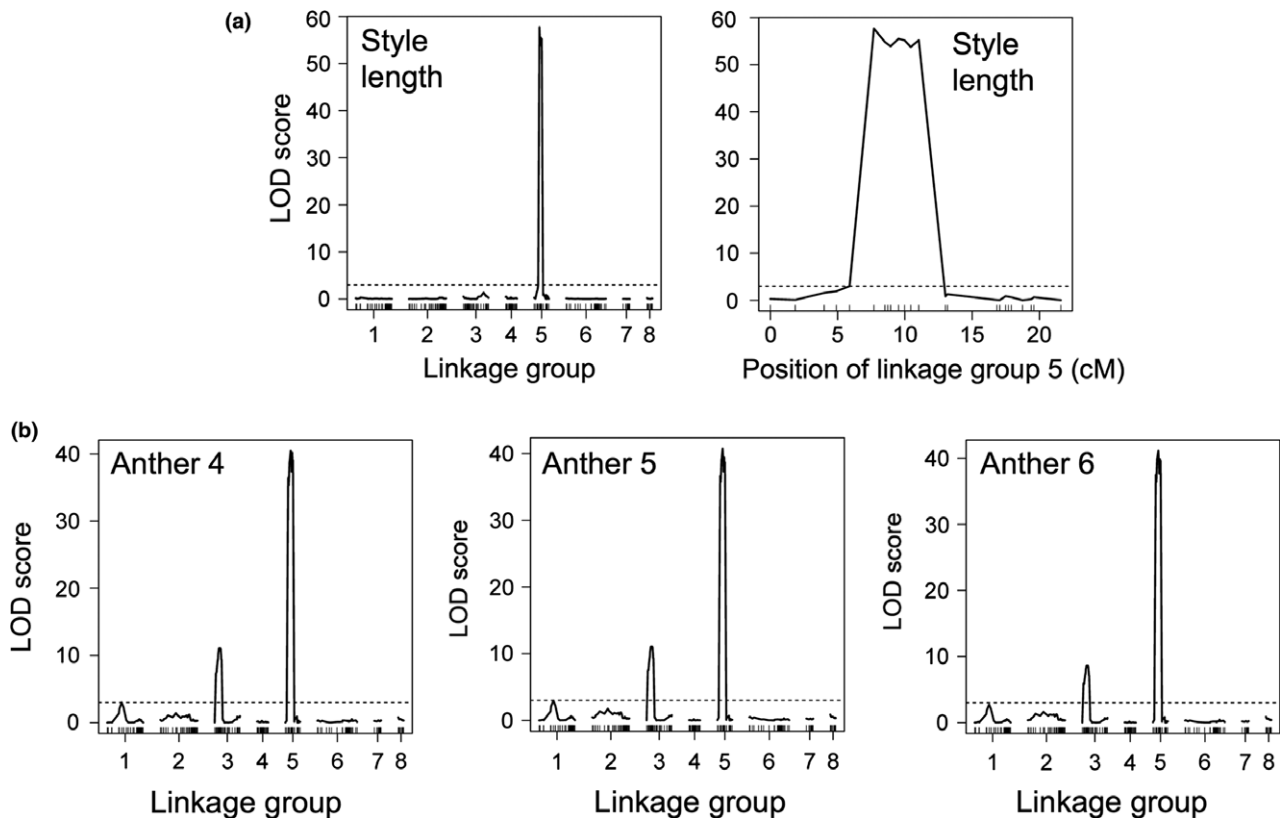 (a)
Style
length
LOD score
60
50
40
30
20
10
0
1 2 3 4 5 6 7 8
Linkage group
Style
length
60
50
40
30
20
10
0
0 5 10 15 20
Position of linkage group 5 (cM)
(b)
Anther 4
LOD score
40
30
20
10
0
1 2 3 4 5 6 7 8
Linkage group
Anther 5
LOD score
40
30
20
10
0
1 2 3 4 5 6 7 8
Linkage group
Anther 6
LOD score
40
30
20
10
0
1 2 3 4 5 6 7 8
Linkage group